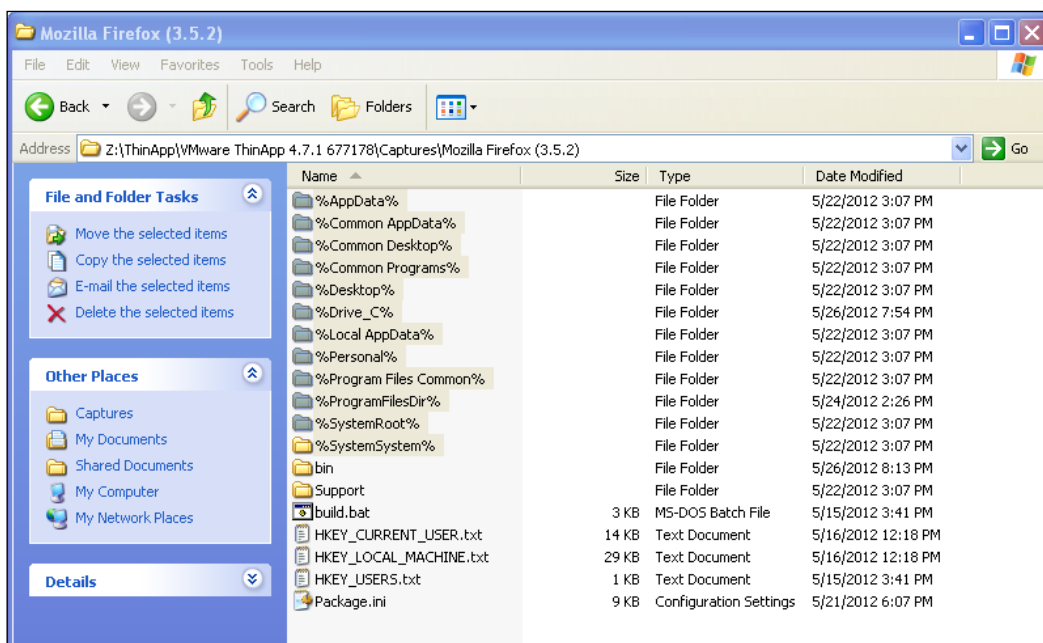 Mozilla Firefox (3.5.2)
File Edit View Favorites Tools Help
Back Search Folders
Address Z:\ThinApp\VMware ThinApp 4.7.1 677178\Captures\Mozilla Firefox (3.5.2) Go
File and Folder Tasks
Move the selected items
Copy the selected items
E-mail the selected items
Delete the selected items
Other Places
Captures
My Documents
Shared Documents
My Computer
My Network Places
Details
Name Size Type Date Modified
%AppData% File Folder 5/22/2012 3:07 PM
%Common AppData% File Folder 5/22/2012 3:07 PM
%Common Desktop% File Folder 5/22/2012 3:07 PM
%Common Programs% File Folder 5/22/2012 3:07 PM
%Desktop% File Folder 5/22/2012 3:07 PM
%Drive_C% File Folder 5/26/2012 7:54 PM
%Local AppData% File Folder 5/22/2012 3:07 PM
%Personal% File Folder 5/22/2012 3:07 PM
%Program Files Common% File Folder 5/22/2012 3:07 PM
%ProgramFilesDir% File Folder 5/24/2012 2:26 PM
%SystemRoot% File Folder 5/22/2012 3:07 PM
%SystemSystem% File Folder 5/22/2012 3:07 PM
bin File Folder 5/26/2012 8:13 PM
Support File Folder 5/22/2012 3:07 PM
build.bat 3 KB MS-DOS Batch File 5/15/2012 3:41 PM
HKEY_CURRENT_USER.txt 14 KB Text Document 5/16/2012 12:18 PM
HKEY_LOCAL_MACHINE.txt 29 KB Text Document 5/16/2012 12:18 PM
HKEY_USERS.txt 1 KB Text Document 5/15/2012 3:41 PM
Package.ini 9 KB Configuration Settings 5/21/2012 6:07 PM